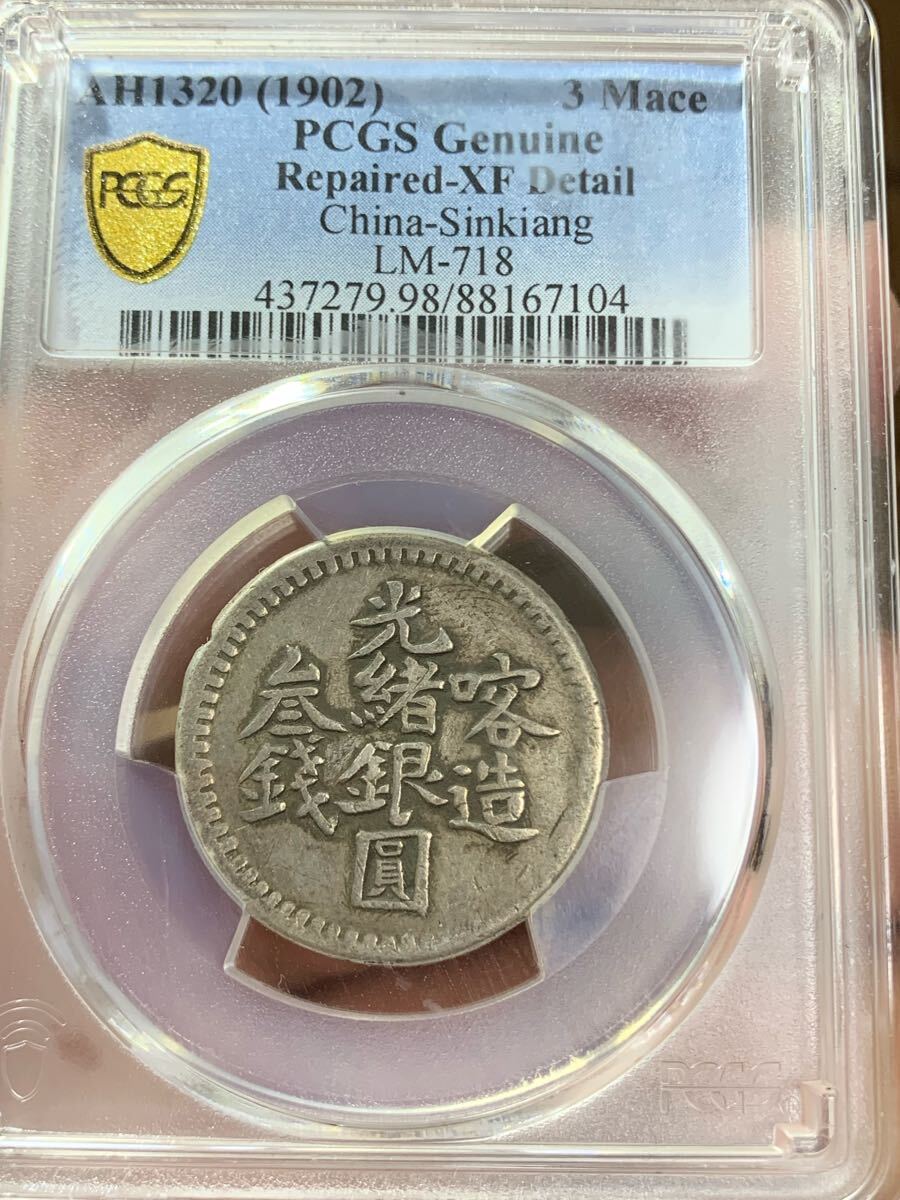 AH1320 (1902) 3 Mace
PCGS Genuine
Repaired-XF Detail
China-Sinkiang
LM-718
437279.98/88167104
PCGS
光緒銀圓
喀造
叁錢
PCGS